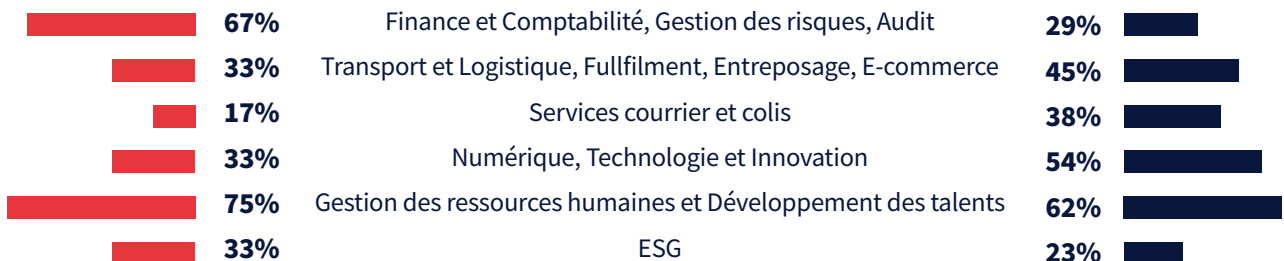 67% Finance et Comptabilité, Gestion des risques, Audit 29%
33% Transport et Logistique, Fullfilment, Entreposage, E-commerce 45%
17% Services courrier et colis 38%
33% Numérique, Technologie et Innovation 54%
75% Gestion des ressources humaines et Développement des talents 62%
33% ESG 23%